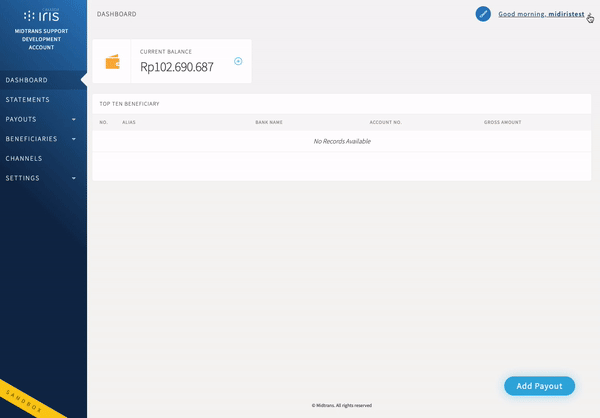 iris
MIDTRANS SUPPORT
DEVELOPMENT
ACCOUNT
DASHBOARD
STATEMENTS
PAYOUTS
BENEFICIARIES
CHANNELS
SETTINGS
SANDBOX
DASHBOARD
Good morning, midiristest
CURRENT BALANCE
Rp102.690.687
TOP TEN BENEFICIARY
NO. ALIAS BANK NAME ACCOUNT NO. GROSS AMOUNT
No Records Available
Add Payout
© Midtrans. All rights reserved